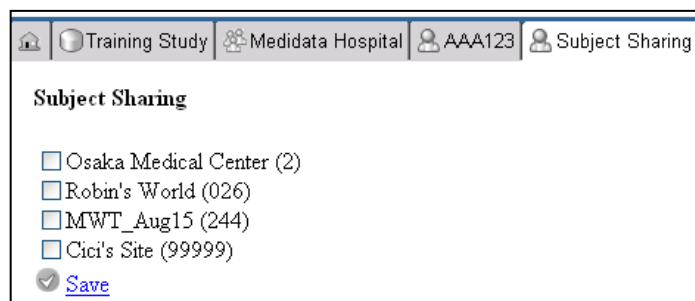 Training Study Medidata Hospital AAA123 Subject Sharing
Subject Sharing
Osaka Medical Center (2)
Robin's World (026)
MWT_Aug15 (244)
Cici's Site (99999)
Save